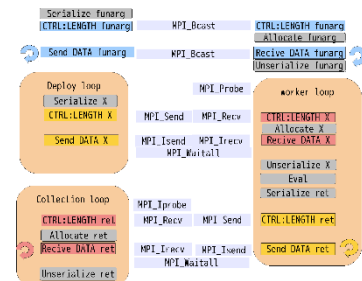 Serialize funarg
CTRL:LENGTH funarg
MPI_Bcast
CTRL:LENGTH funarg
Allocate funarg
Send DATA funarg
MPI_Bcast
Recive DATA funarg
Unserialize funarg
Deploy loop
Serialize X
CTRL:LENGTH X
Send DATA X
MPI_Probe
MPI_Send
MPI_Recv
MPI_Isend
MPI_Irecv
MPI_Waitall
worker loop
CTRL:LENGTH X
Allocate X
Recive DATA X
Unserialize X
Eval
Serialize ret
CTRL:LENGTH ret
Send DATA ret
Collection loop
CTRL:LENGTH ret
Allocate ret
Recive DATA ret
Unserialize ret
MPI_Iprobe
MPI_Recv
MPI Send
MPI_Irecv
MPI_Isend
MPI_Waitall